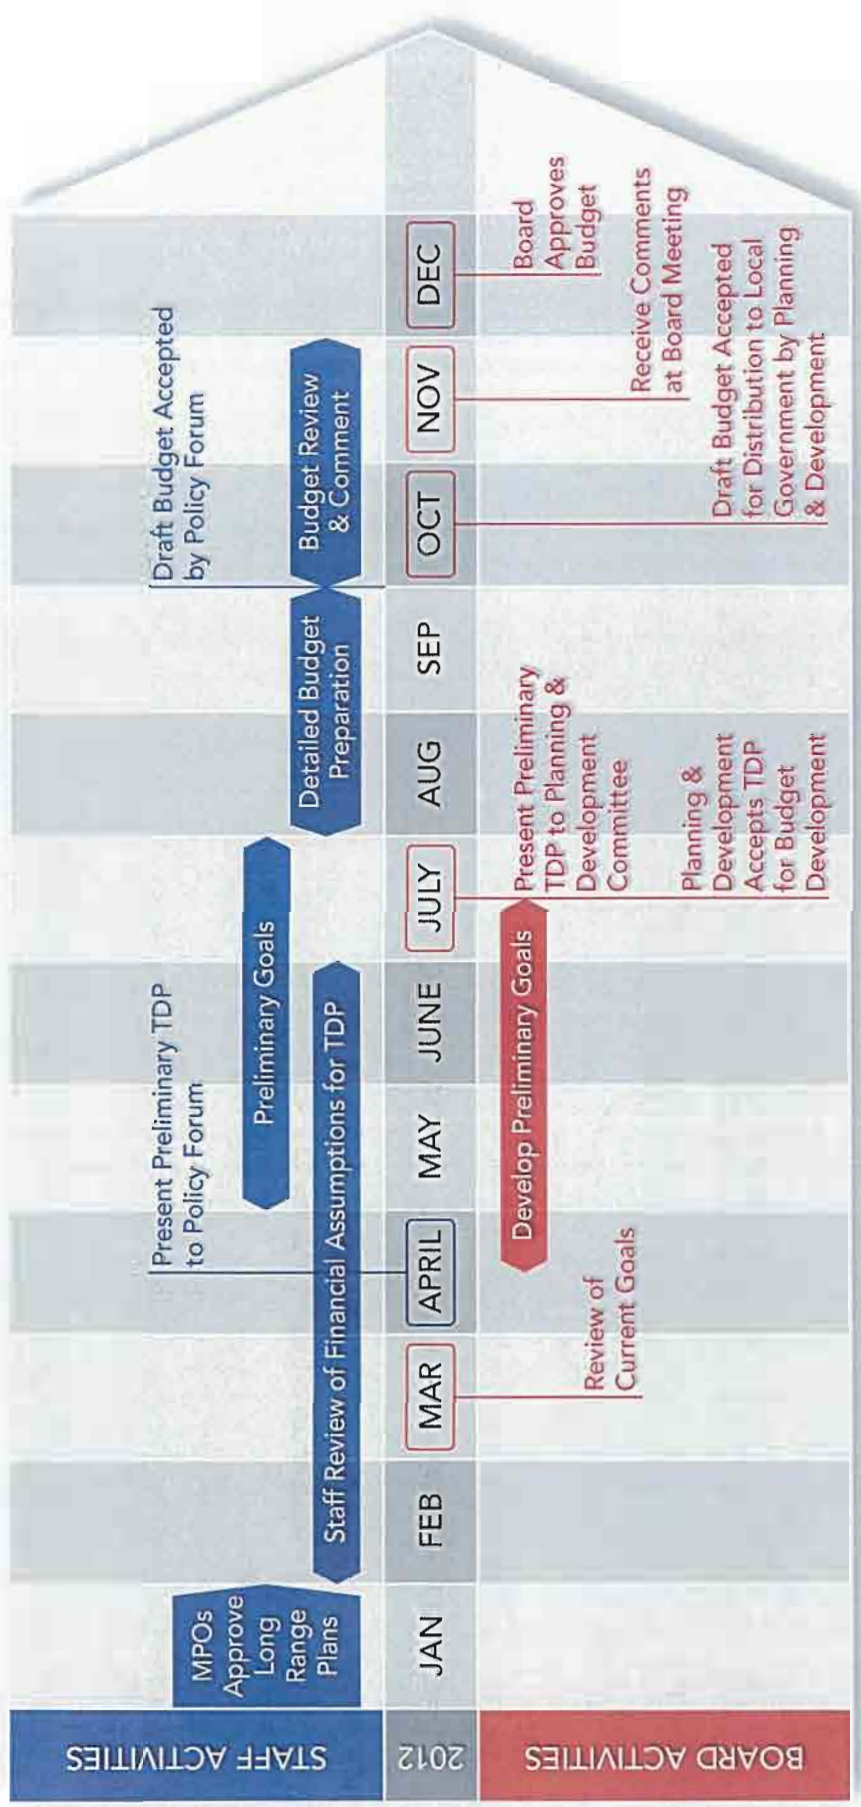 STAFF ACTIVITIES
MPOs
Approve
Long
Range
Plans
Staff Review of Financial Assumptions for TDP
Present Preliminary TDP
to Policy Forum
Preliminary Goals
Detailed Budget
Preparation
Draft Budget Accepted
by Policy Forum
Budget Review
& Comment
2012
JAN
FEB
MAR
APRIL
MAY
JUNE
JULY
AUG
SEP
OCT
NOV
DEC
BOARD ACTIVITIES
Review of
Current Goals
Develop Preliminary Goals
Present Preliminary
TDP to Planning &
Development
Committee
Planning &
Development
Accepts TDP
for Budget
Development
Draft Budget Accepted
for Distribution to Local
Government by Planning
& Development
Receive Comments
at Board Meeting
Board
Approves
Budget